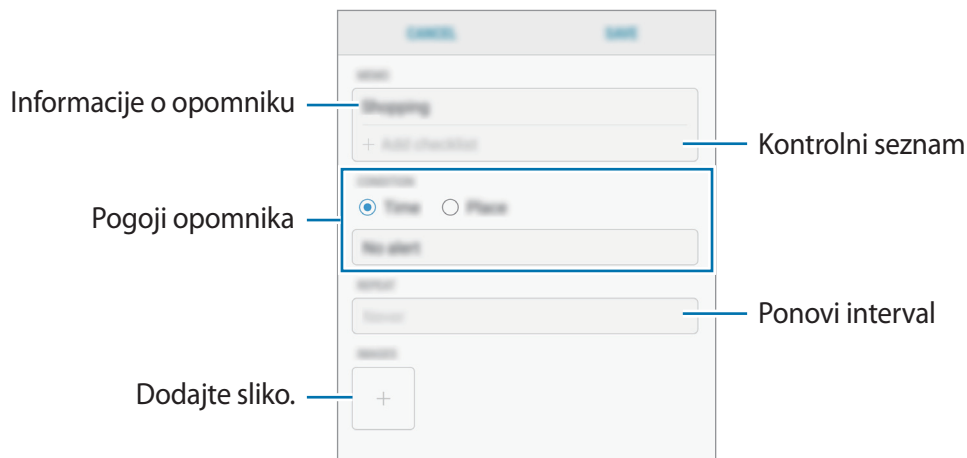 CANCEL
SAVE
MEMO
Informacije o opomniku
Shopping
+ Add checklist
Kontrolni seznam
CONDITION
Time
Place
Pogoji opomnika
No alert
REPEAT
Never
Ponovi interval
IMAGES
Dodajte sliko.
+